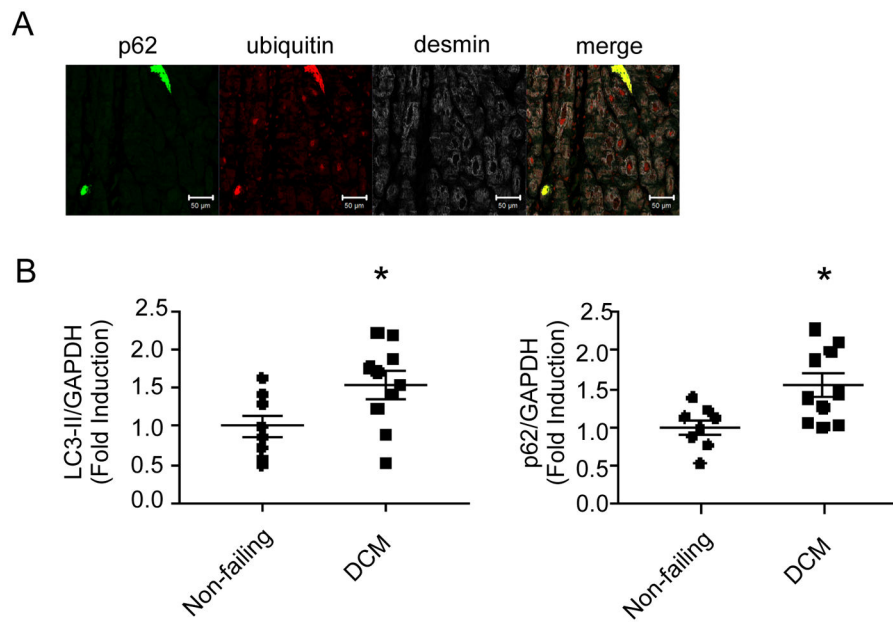 A
p62 ubiquitin desmin merge
50 µm 50 µm 50 µm 50 µm
B
* *
LC3-II/GAPDH
(Fold Induction)
2.5
2.0
1.5
1.0
0.5
0.0
Non-failing
DCM
p62/GAPDH
(Fold Induction)
2.5
2.0
1.5
1.0
0.5
0.0
Non-failing
DCM